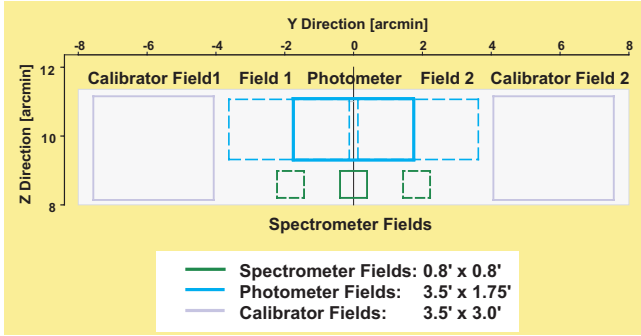 Y Direction [arcmin]
-8 -6 -4 -2 0 2 4 6 8
Calibrator Field1 Field 1 Photometer Field 2 Calibrator Field 2
Z Direction [arcmin]
12
10
8
Spectrometer Fields
Spectrometer Fields: 0.8' x 0.8'
Photometer Fields: 3.5' x 1.75'
Calibrator Fields: 3.5' x 3.0'